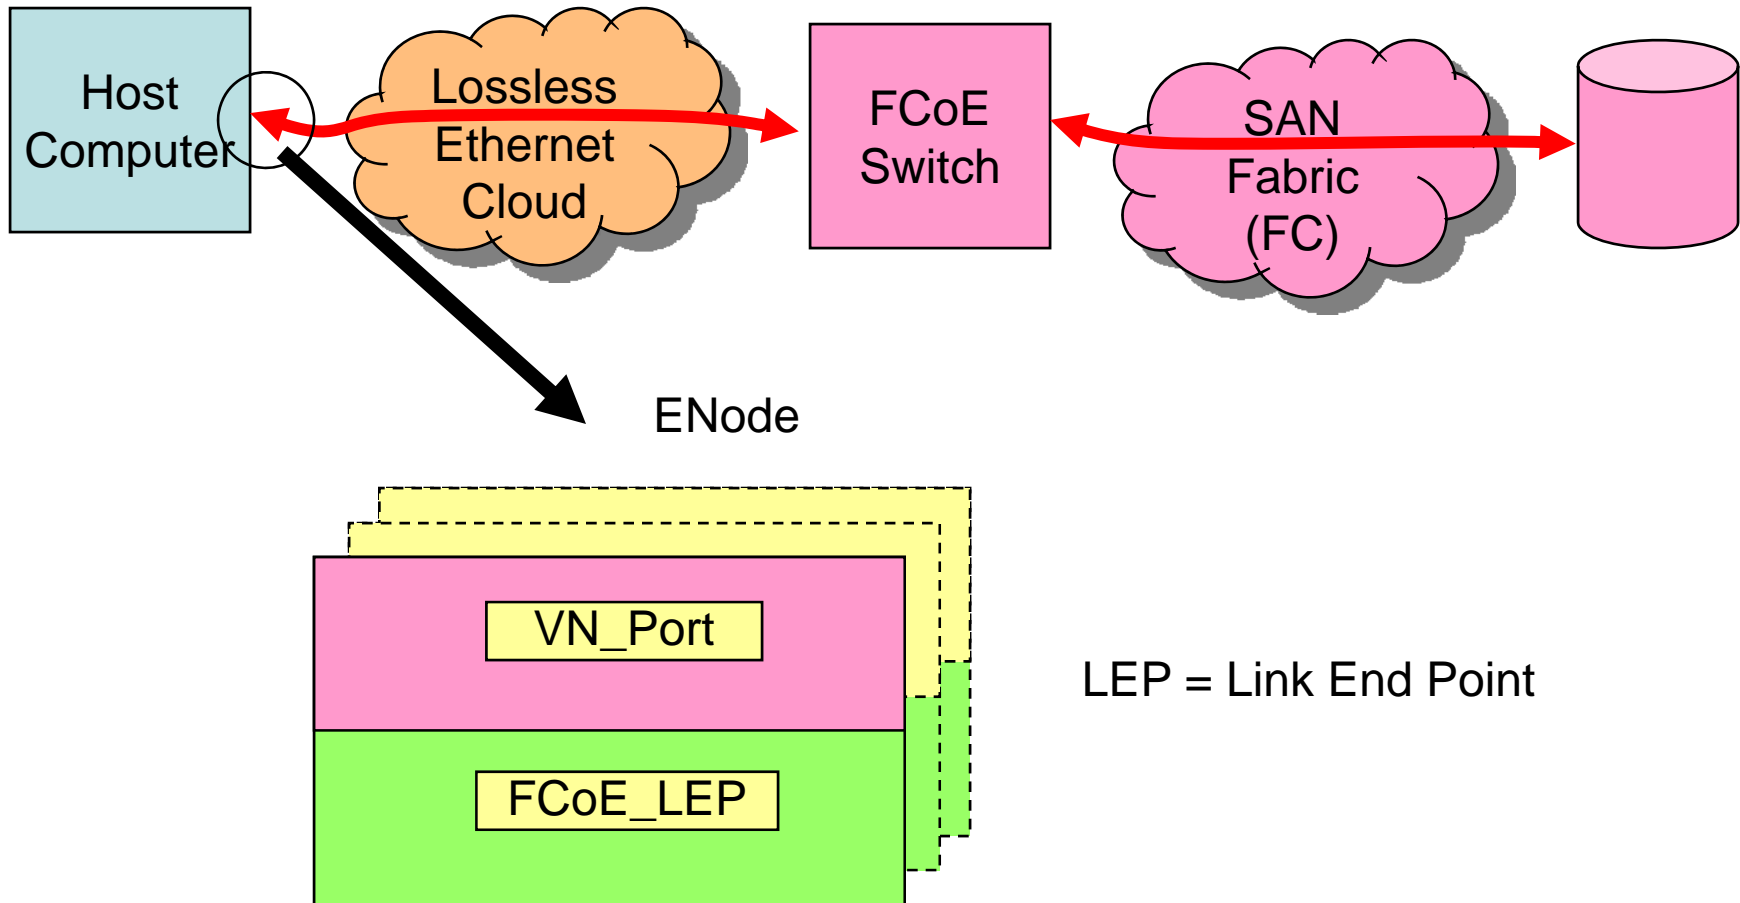 Host
Computer
Lossless
Ethernet
Cloud
FCoE
Switch
SAN
Fabric
(FC)
ENode
VN_Port
LEP = Link End Point
FCoE_LEP